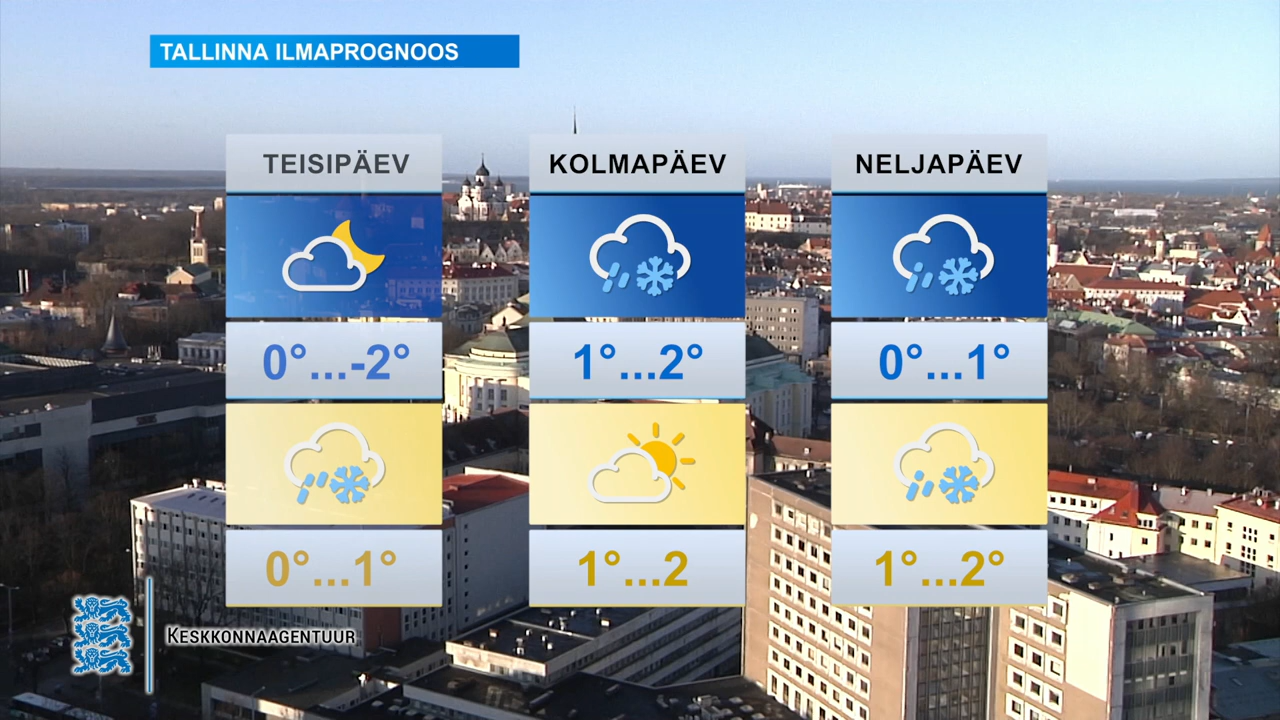 TALLINNA ILMAPROGNOOS
TEISIPÄEV
0°...-2°
0°...1°
KOLMAPÄEV
1°...2°
1°...2
NELJAPÄEV
0°...1°
1°...2°
KESKKONNAAGENTUUR